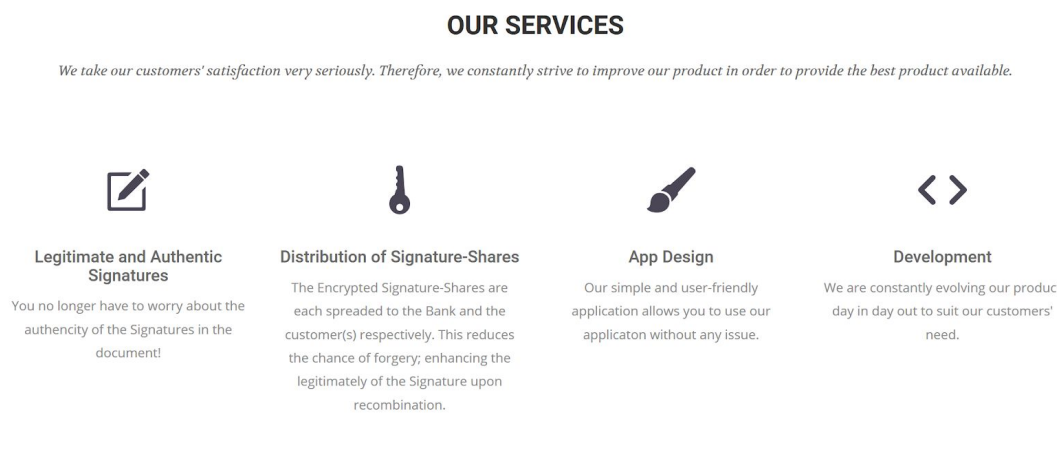 OUR SERVICES
We take our customers' satisfaction very seriously. Therefore, we constantly strive to improve our product in order to provide the best product available.
Legitimate and Authentic
Signatures
You no longer have to worry about the
authencity of the Signatures in the
document!
Distribution of Signature-Shares
The Encrypted Signature-Shares are
each spreaded to the Bank and the
customer(s) respectively. This reduces
the chance of forgery; enhancing the
legitimately of the Signature upon
recombination.
App Design
Our simple and user-friendly
application allows you to use our
applicaton without any issue.
Development
We are constantly evolving our produc
day in day out to suit our customers'
need.